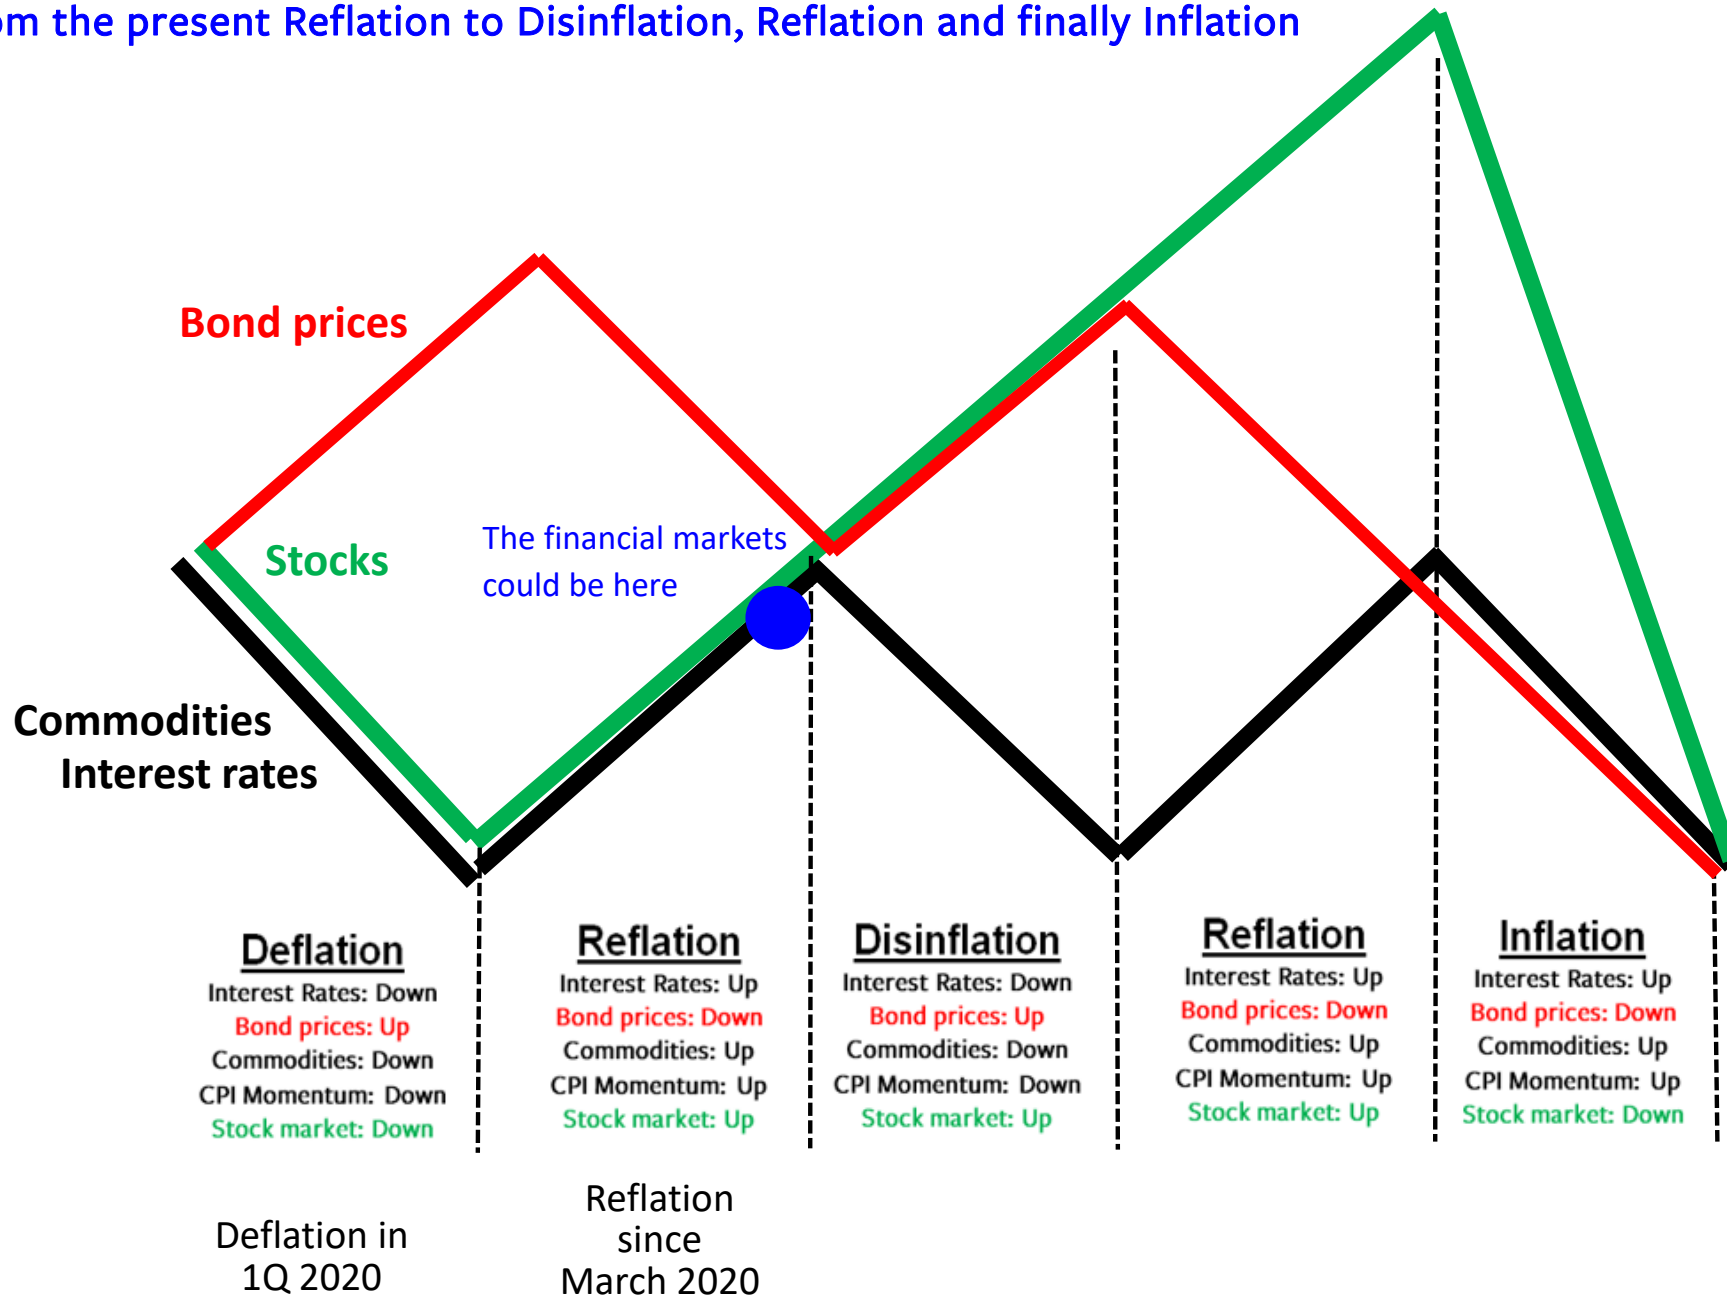 om the present Reflation to Disinflation, Reflation and finally Inflation
Bond prices
Stocks
The financial markets
could be here
Commodities
Interest rates
Deflation
Interest Rates: Down
Bond prices: Up
Commodities: Down
CPI Momentum: Down
Stock market: Down
Reflation
Interest Rates: Up
Bond prices: Down
Commodities: Up
CPI Momentum: Up
Stock market: Up
Disinflation
Interest Rates: Down
Bond prices: Up
Commodities: Down
CPI Momentum: Down
Stock market: Up
Reflation
Interest Rates: Up
Bond prices: Down
Commodities: Up
CPI Momentum: Up
Stock market: Up
Inflation
Interest Rates: Up
Bond prices: Down
Commodities: Up
CPI Momentum: Up
Stock market: Down
Deflation in
1Q 2020
Reflation
since
March 2020